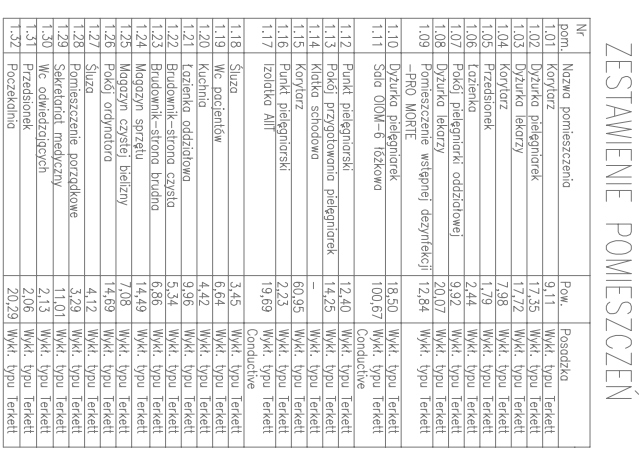 ZESTAWIENIE POMIESZCZEŃ
Nr pom. Nazwa pomieszczenia Pow. Posadzka
1.01 Korytarz 9,11 Wykł. typu Terkett
1.02 Dyżurka pielęgniarek 17,35 Wykł. typu Terkett
1.03 Dyżurka lekarzy 17,72 Wykł. typu Terkett
1.04 Korytarz 7,98 Wykł. typu Terkett
1.05 Przedsionek 1,79 Wykł. typu Terkett
1.06 Łazienka 2,44 Wykł. typu Terkett
1.07 Pokój pielęgniarki oddziałowej 9,92 Wykł. typu Terkett
1.08 Dyżurka lekarzy 20,07 Wykł. typu Terkett
1.09 Pomieszczenie wstępnej dezynfekcji 12,84 Wykł. typu Terkett
-PRO MORTE
1.10 Dyżurka pielęgniarek 18,50 Wykł. typu Terkett
1.11 Sala OIOM-6 łóżkowa 100,67 Wykł. typu Terkett
Conductive
1.12 Punkt pielęgniarski 12,40 Wykł. typu Terkett
1.13 Pokój przygotowania pielęgniarek 14,25 Wykł. typu Terkett
1.14 Klatka schodowa - Wykł. typu Terkett
1.15 Korytarz 60,95 Wykł. typu Terkett
1.16 Punkt pielęgniarski 2,23 Wykł. typu Terkett
1.17 Izolatka AIIT 19,69 Wykł. typu Terkett
Conductive
1.18 Śluza 3,45 Wykł. typu Terkett
1.19 Wc pacjentów 6,64 Wykł. typu Terkett
1.20 Kuchnia 4,42 Wykł. typu Terkett
1.21 Łazienka oddziałowa 9,96 Wykł. typu Terkett
1.22 Brudownik-strona czysta 5,34 Wykł. typu Terkett
1.23 Brudownik-strona brudna 6,86 Wykł. typu Terkett
1.24 Magazyn sprzętu 14,49 Wykł. typu Terkett
1.25 Magazyn czystej bielizny 7,08 Wykł. typu Terkett
1.26 Pokój ordynatora 14,69 Wykł. typu Terkett
1.27 Śluza 4,12 Wykł. typu Terkett
1.28 Pomieszczenie porządkowe 3,29 Wykł. typu Terkett
1.29 Sekretariat medyczny 11,01 Wykł. typu Terkett
1.30 Wc odwiedzających 2,13 Wykł. typu Terkett
1.31 Przedsionek 2,06 Wykł. typu Terkett
1.32 Poczekalnia 20,29 Wykł. typu Terkett